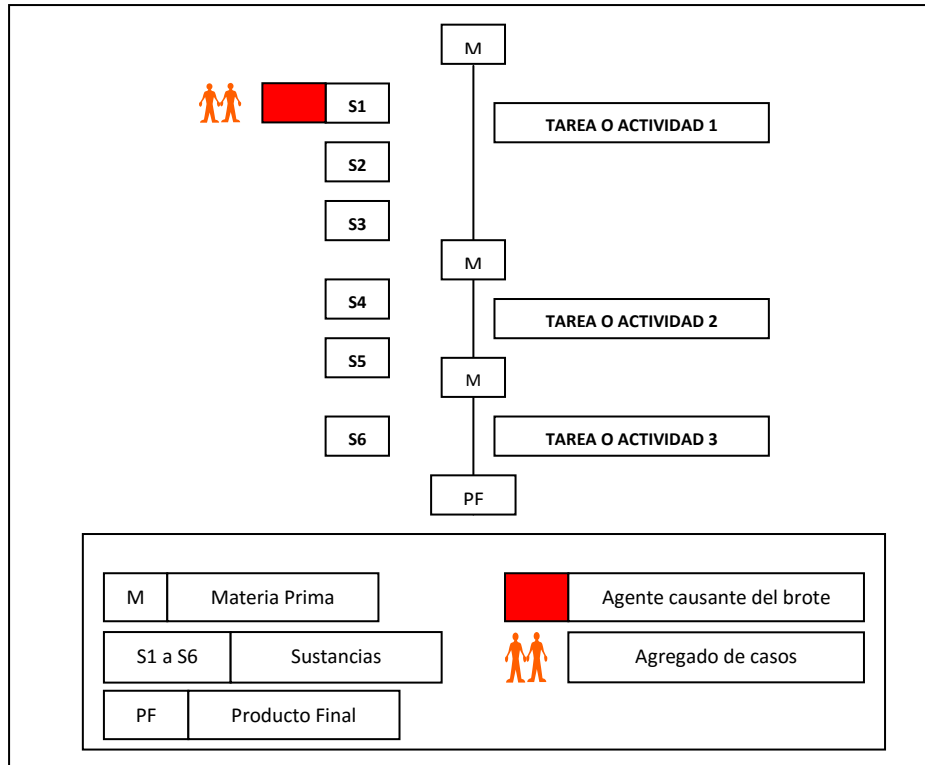 M
S1
TAREA O ACTIVIDAD 1
S2
S3
M
S4
TAREA O ACTIVIDAD 2
S5
M
S6
TAREA O ACTIVIDAD 3
PF
M Materia Prima
Agente causante del brote
S1 a S6 Sustancias
Agregado de casos
PF Producto Final